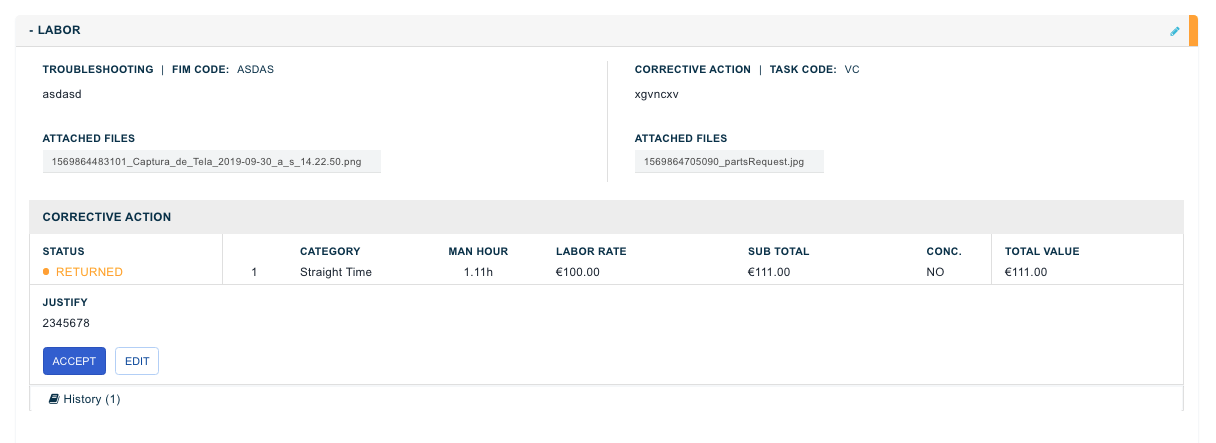 - LABOR
TROUBLESHOOTING | FIM CODE: ASDAS
asdasd
ATTACHED FILES
1569864483101_Captura_de_Tela_2019-09-30_a_s_14.22.50.png
CORRECTIVE ACTION | TASK CODE: VC
xgvncxv
ATTACHED FILES
1569864705090_partsRequest.jpg
CORRECTIVE ACTION
STATUS CATEGORY MAN HOUR LABOR RATE SUB TOTAL CONC. TOTAL VALUE
RETURNED 1 Straight Time 1.11h €100.00 €111.00 NO €111.00
JUSTIFY
2345678
ACCEPT EDIT
History (1)